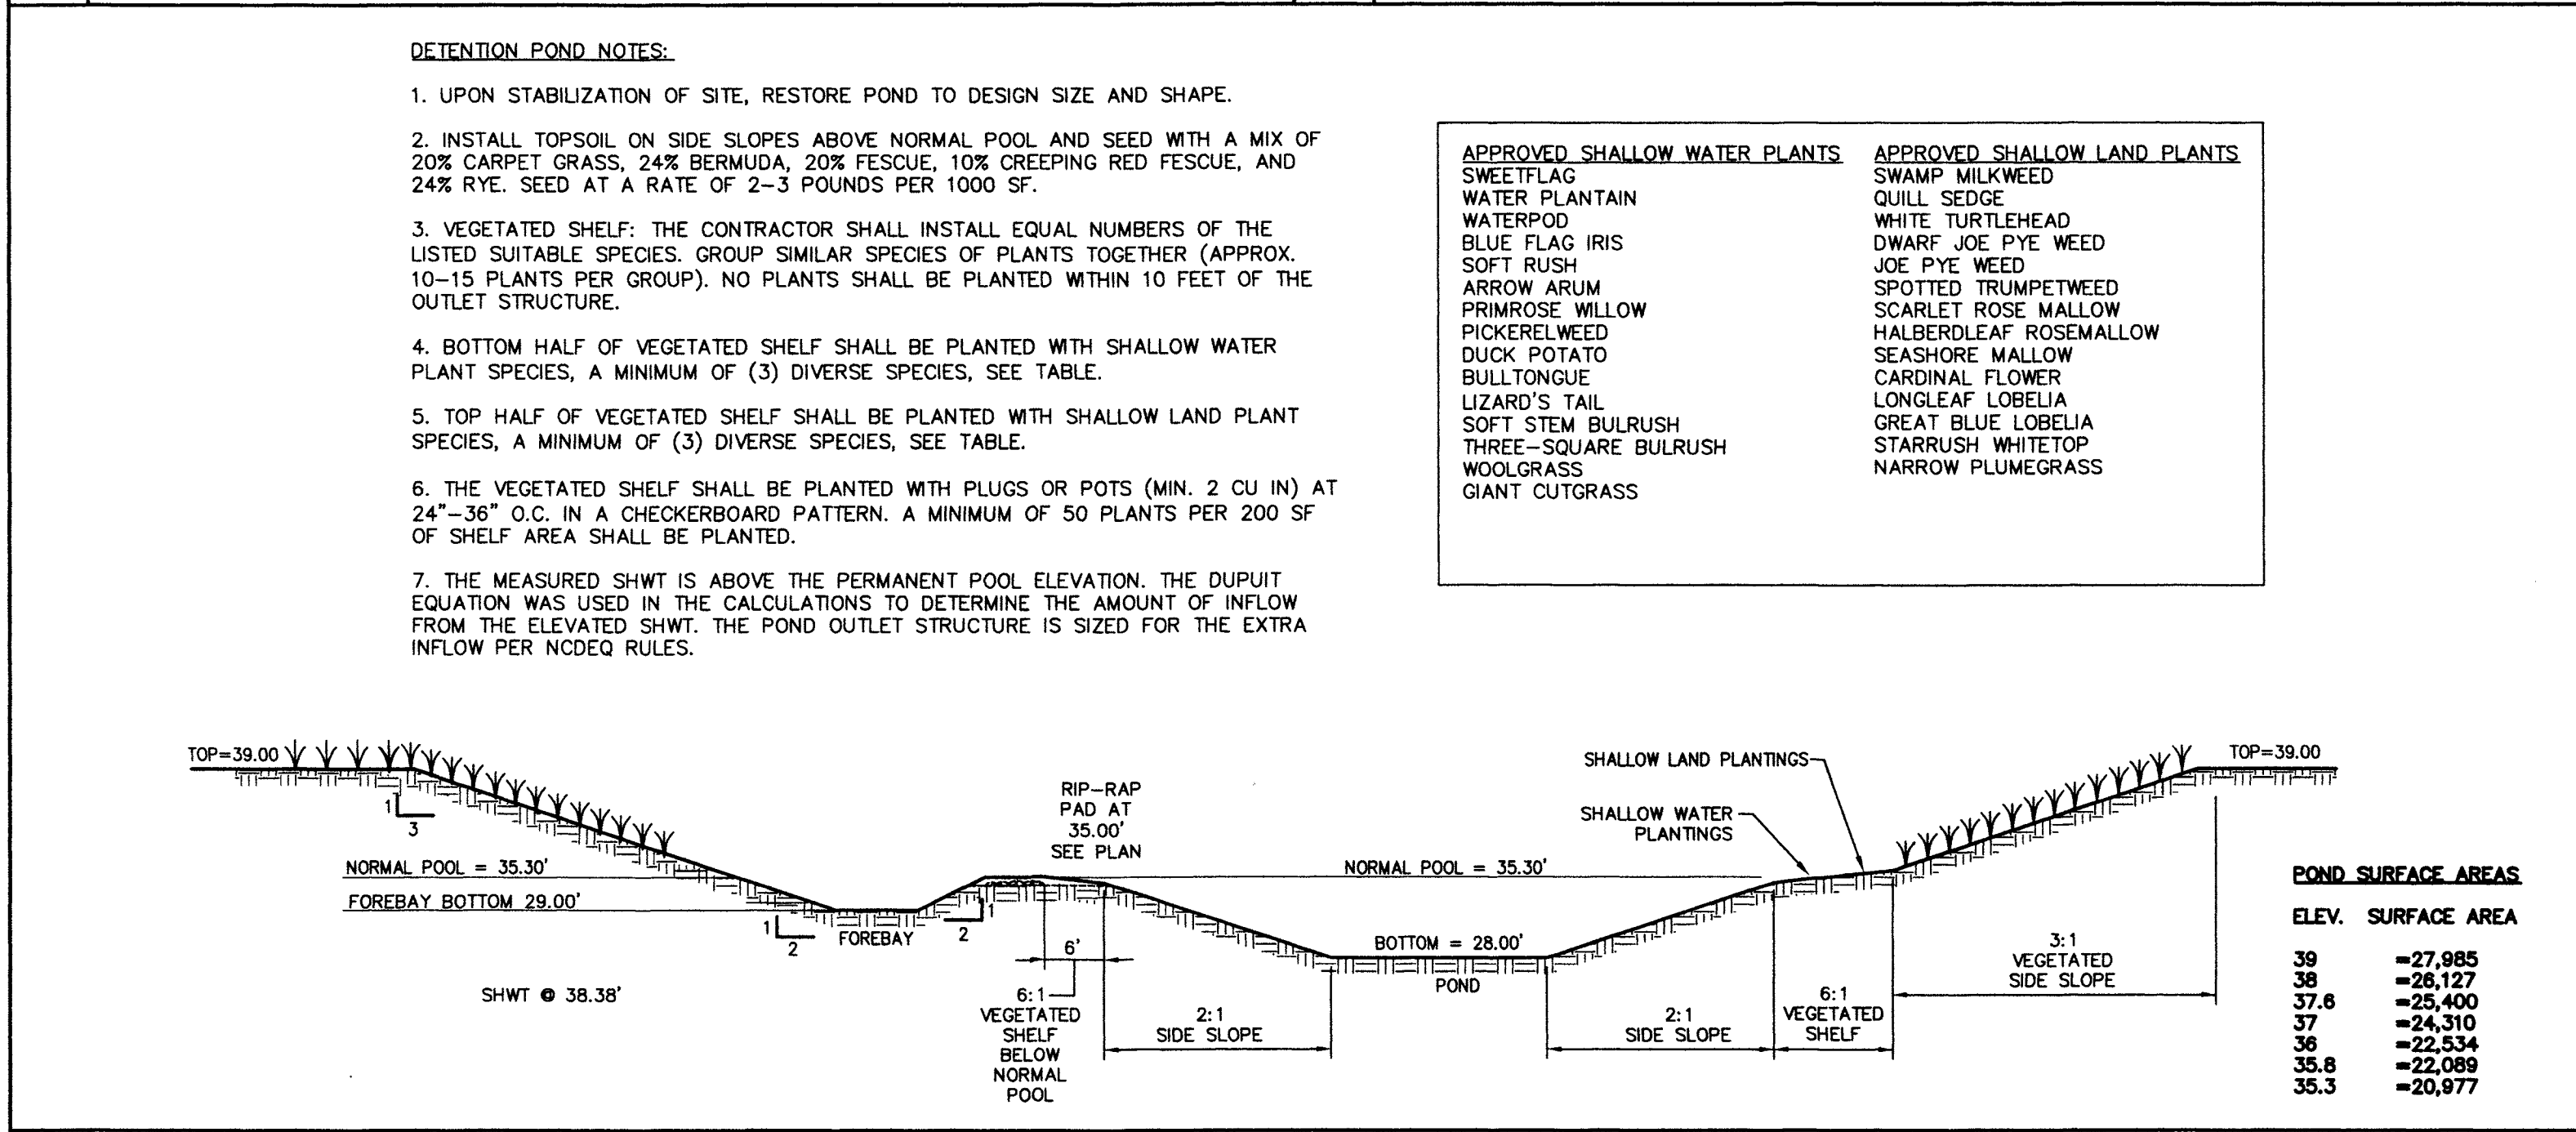 DETENTION POND NOTES:
1. UPON STABILIZATION OF SITE, RESTORE POND TO DESIGN SIZE AND SHAPE.
2. INSTALL TOPSOIL ON SIDE SLOPES ABOVE NORMAL POOL AND SEED WITH A MIX OF
20% CARPET GRASS, 24% BERMUDA, 20% FESCUE, 10% CREEPING RED FESCUE, AND
24% RYE. SEED AT A RATE OF 2-3 POUNDS PER 1000 SF.
3. VEGETATED SHELF: THE CONTRACTOR SHALL INSTALL EQUAL NUMBERS OF THE
LISTED SUITABLE SPECIES. GROUP SIMILAR SPECIES OF PLANTS TOGETHER (APPROX.
10-15 PLANTS PER GROUP). NO PLANTS SHALL BE PLANTED WITHIN 10 FEET OF THE
OUTLET STRUCTURE.
4. BOTTOM HALF OF VEGETATED SHELF SHALL BE PLANTED WITH SHALLOW WATER
PLANT SPECIES, A MINIMUM OF (3) DIVERSE SPECIES, SEE TABLE.
5. TOP HALF OF VEGETATED SHELF SHALL BE PLANTED WITH SHALLOW LAND PLANT
SPECIES, A MINIMUM OF (3) DIVERSE SPECIES, SEE TABLE.
6. THE VEGETATED SHELF SHALL BE PLANTED WITH PLUGS OR POTS (MIN. 2 CU IN) AT
24"-36" O.C. IN A CHECKERBOARD PATTERN. A MINIMUM OF 50 PLANTS PER 200 SF
OF SHELF AREA SHALL BE PLANTED.
7. THE MEASURED SHWT IS ABOVE THE PERMANENT POOL ELEVATION. THE DUPUIT
EQUATION WAS USED IN THE CALCULATIONS TO DETERMINE THE AMOUNT OF INFLOW
FROM THE ELEVATED SHWT. THE POND OUTLET STRUCTURE IS SIZED FOR THE EXTRA
INFLOW PER NCDEQ RULES.
APPROVED SHALLOW WATER PLANTS
SWEETFLAG
WATER PLANTAIN
WATERPOD
BLUE FLAG IRIS
SOFT RUSH
ARROW ARUM
PRIMROSE WILLOW
PICKERELWEED
DUCK POTATO
BULLTONGUE
LIZARD'S TAIL
SOFT STEM BULRUSH
THREE-SQUARE BULRUSH
WOOLGRASS
GIANT CUTGRASS
APPROVED SHALLOW LAND PLANTS
SWAMP MILKWEED
QUILL SEDGE
WHITE TURTLEHEAD
DWARF JOE PYE WEED
JOE PYE WEED
SPOTTED TRUMPETWEED
SCARLET ROSE MALLOW
HALBERDLEAF ROSEMALLOW
SEASHORE MALLOW
CARDINAL FLOWER
LONGLEAF LOBELIA
GREAT BLUE LOBELIA
STARRUSH WHITETOP
NARROW PLUMEGRASS
TOP=39.00
1
3
NORMAL POOL = 35.30'
FOREBAY BOTTOM 29.00'
1
2
FOREBAY
1
2
SHWT @ 38.38'
RIP-RAP
PAD AT
35.00'
SEE PLAN
6'
6:1
VEGETATED
SHELF
BELOW
NORMAL
POOL
2:1
SIDE SLOPE
NORMAL POOL = 35.30'
BOTTOM = 28.00'
POND
SHALLOW LAND PLANTINGS
SHALLOW WATER
PLANTINGS
2:1
SIDE SLOPE
6:1
VEGETATED
SHELF
3:1
VEGETATED
SIDE SLOPE
TOP=39.00
POND SURFACE AREAS
ELEV. SURFACE AREA
39 =27,985
38 =26,127
37.6 =25,400
37 =24,310
36 =22,534
35.8 =22,089
35.3 =20,977